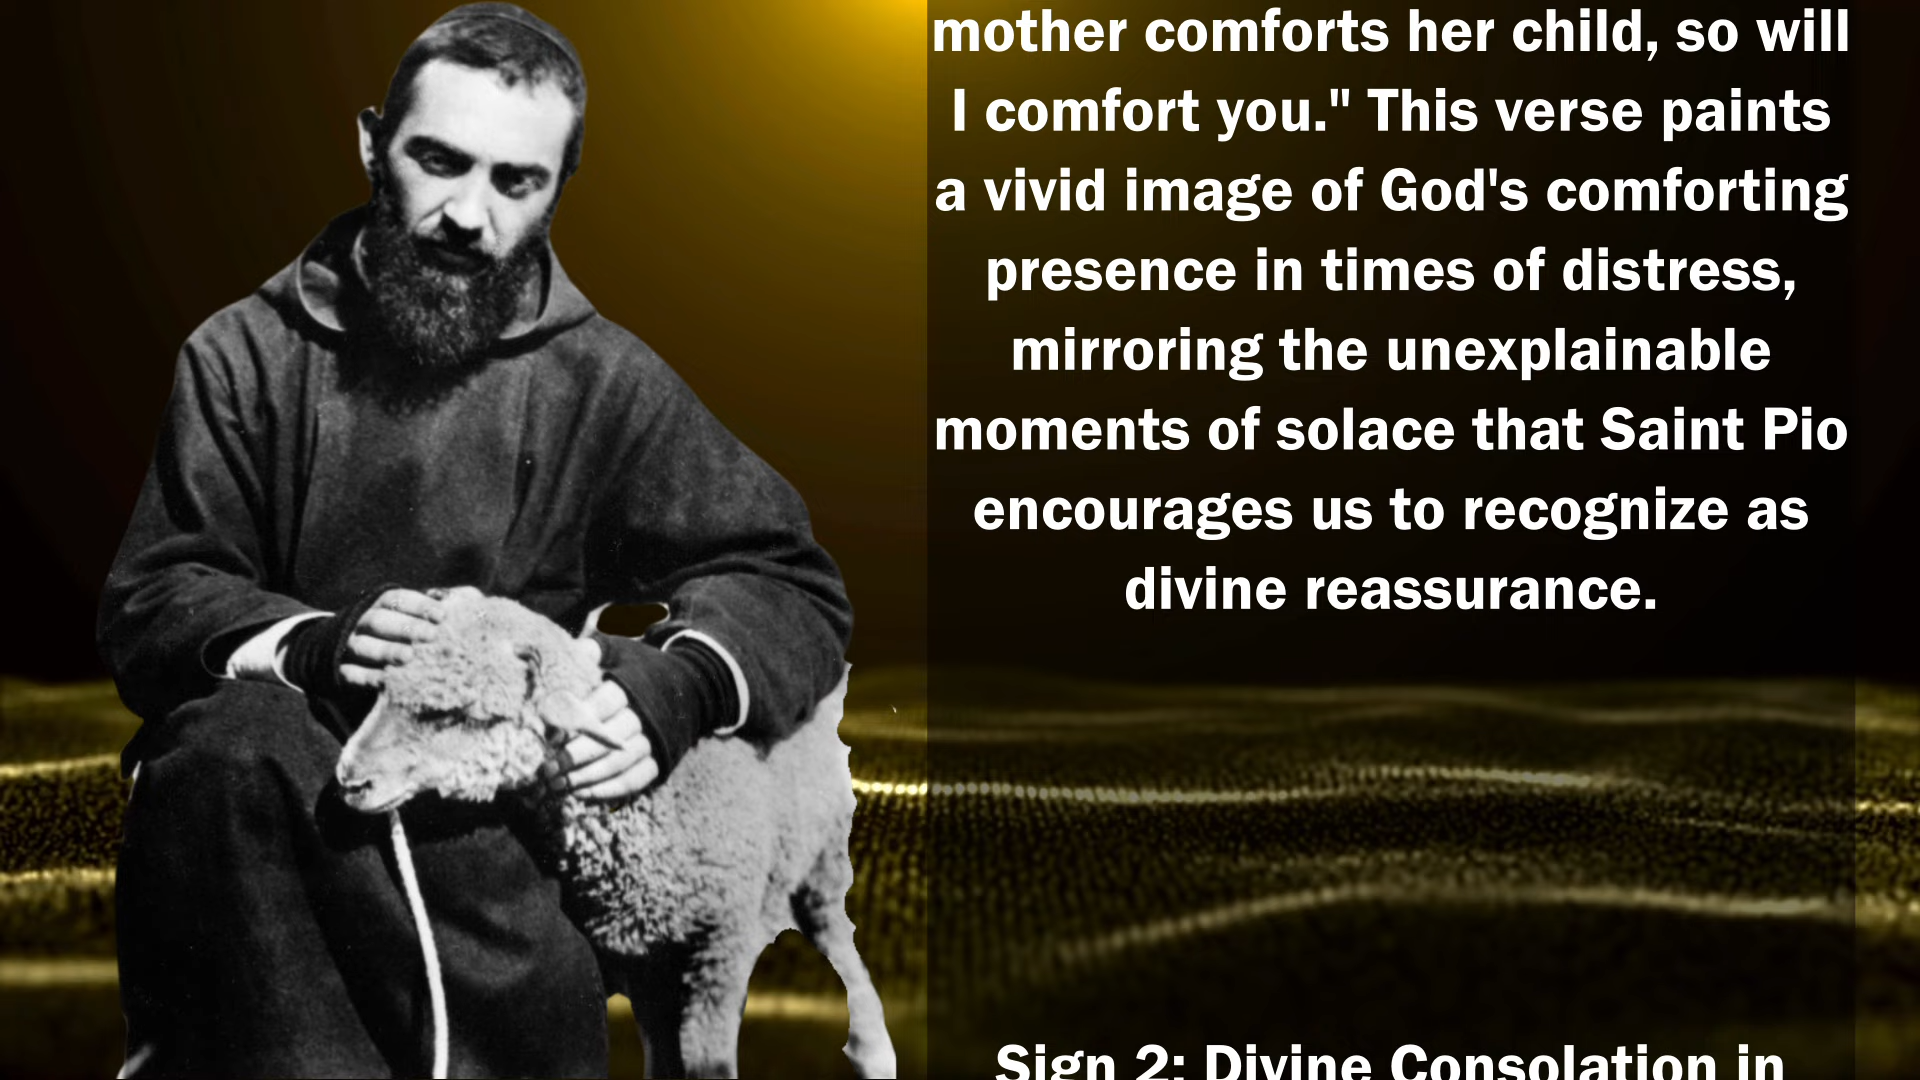 mother comforts her child, so will
I comfort you." This verse paints
a vivid image of God's comforting
presence in times of distress,
mirroring the unexplainable
moments of solace that Saint Pio
encourages us to recognize as
divine reassurance.
Sign 2: Divine Consolation in